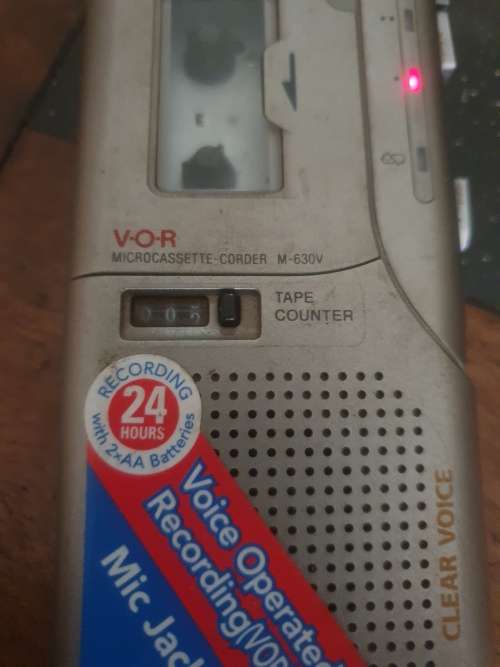 V·O·R
MICROCASSETTE-CORDER M-630V
TAPE
COUNTER
RECORDING
24
HOURS
with 2×AA Batteries
Voice Operated
Recording(VOR
Mic Jac
CLEAR VOICE